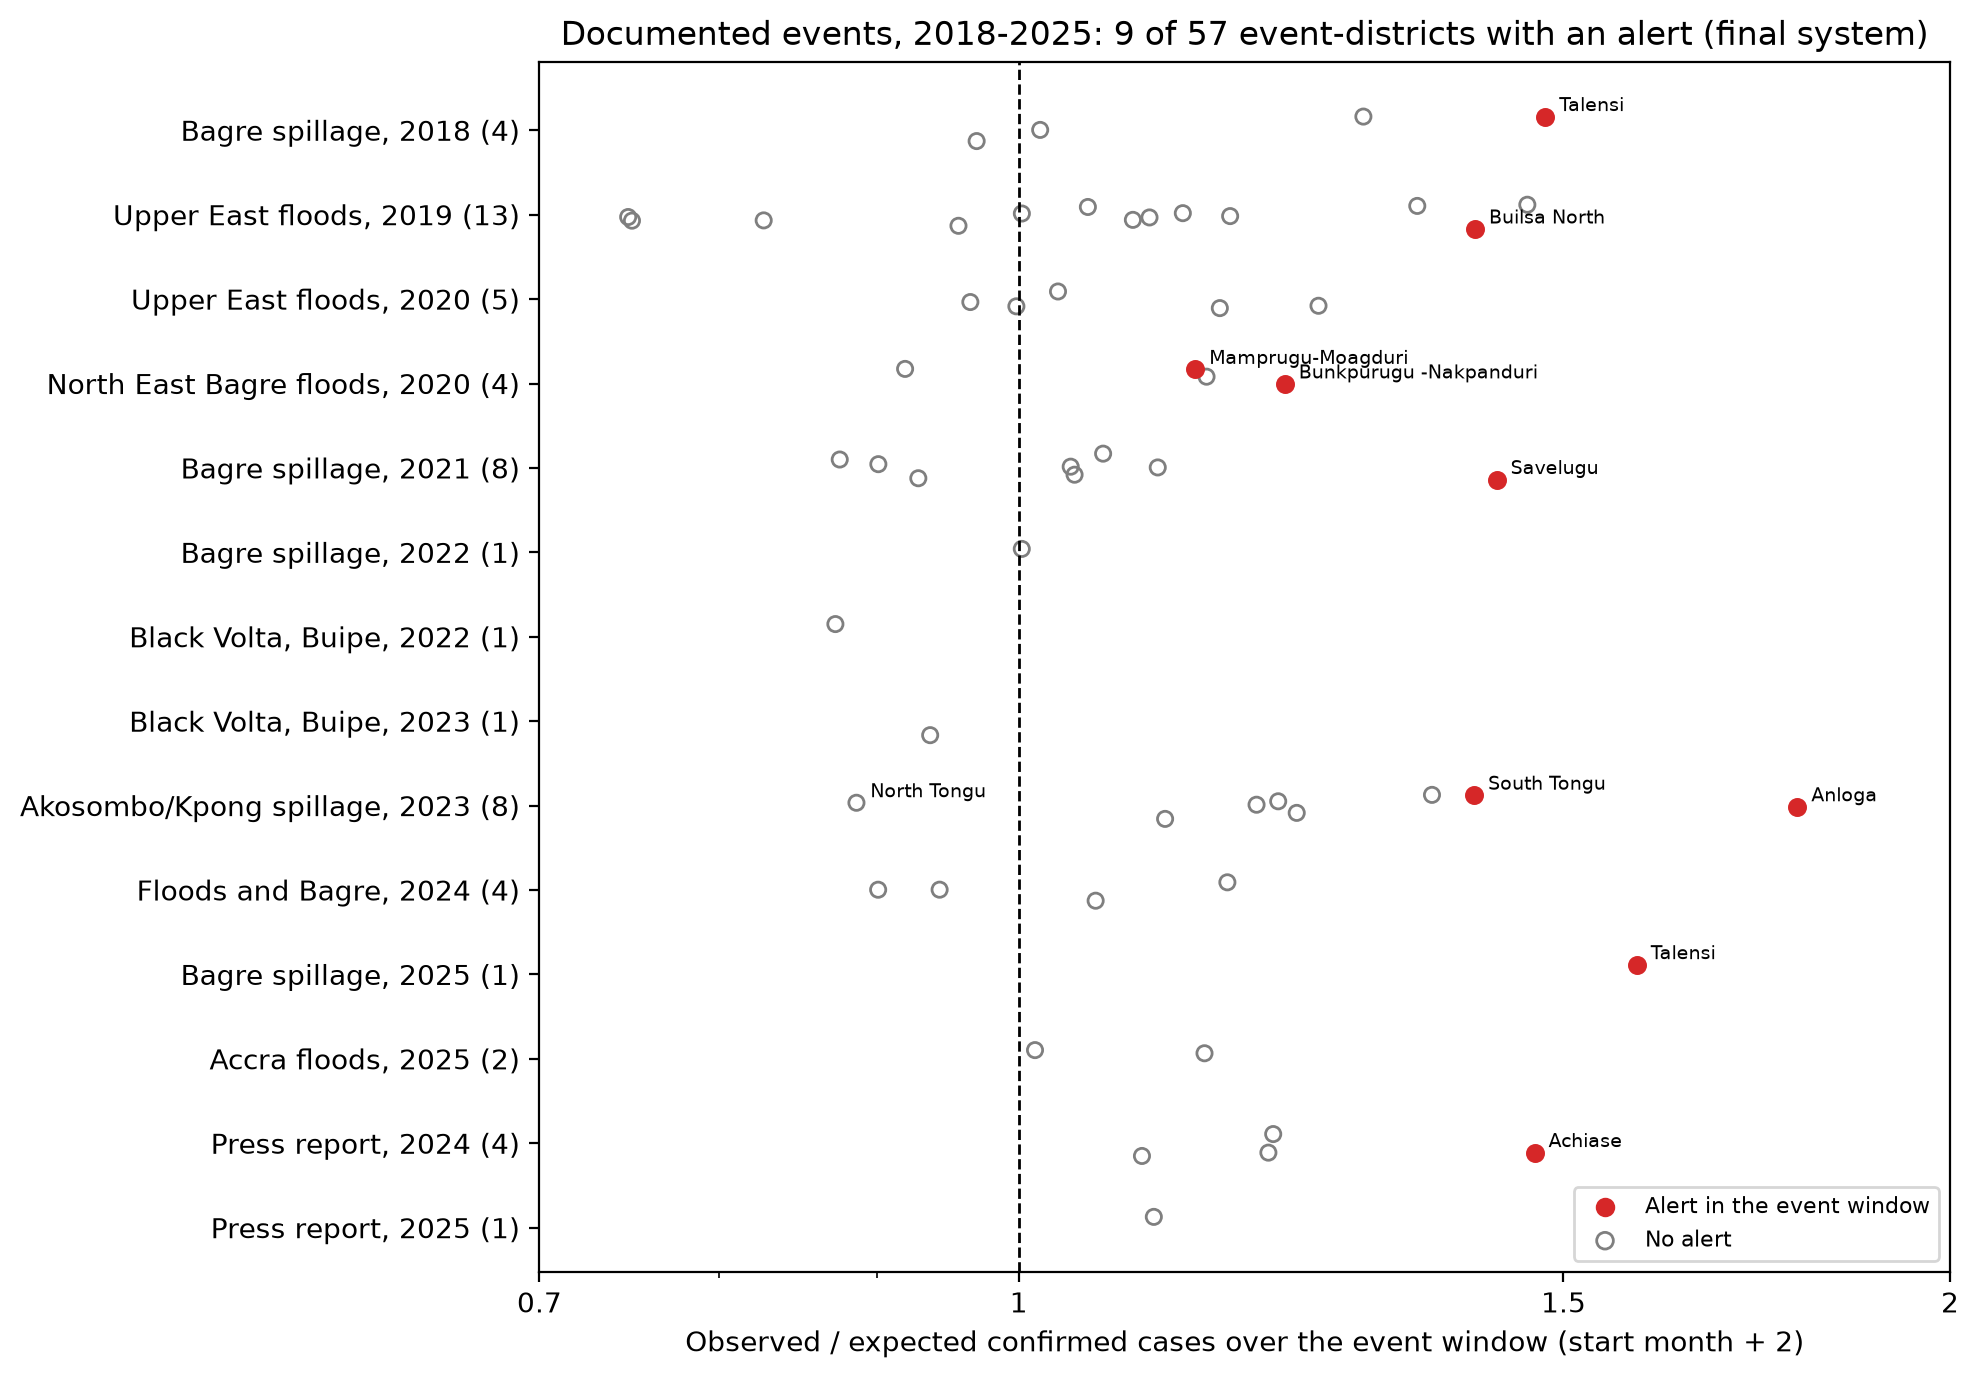 Documented events, 2018-2025: 9 of 57 event-districts with an alert (final system)
Bagre spillage, 2018 (4)
Talensi
Upper East floods, 2019 (13)
Builsa North
Upper East floods, 2020 (5)
Mamprugu-Moagduri
Bunkpurugu -Nakpanduri
North East Bagre floods, 2020 (4)
Bagre spillage, 2021 (8)
Savelugu
Bagre spillage, 2022 (1)
Black Volta, Buipe, 2022 (1)
Black Volta, Buipe, 2023 (1)
Akosombo/Kpong spillage, 2023 (8)
North Tongu
South Tongu
Anloga
Floods and Bagre, 2024 (4)
Bagre spillage, 2025 (1)
Talensi
Accra floods, 2025 (2)
Press report, 2024 (4)
Achiase
Press report, 2025 (1)
Alert in the event window
No alert
0.7 1 1.5 2
Observed / expected confirmed cases over the event window (start month + 2)